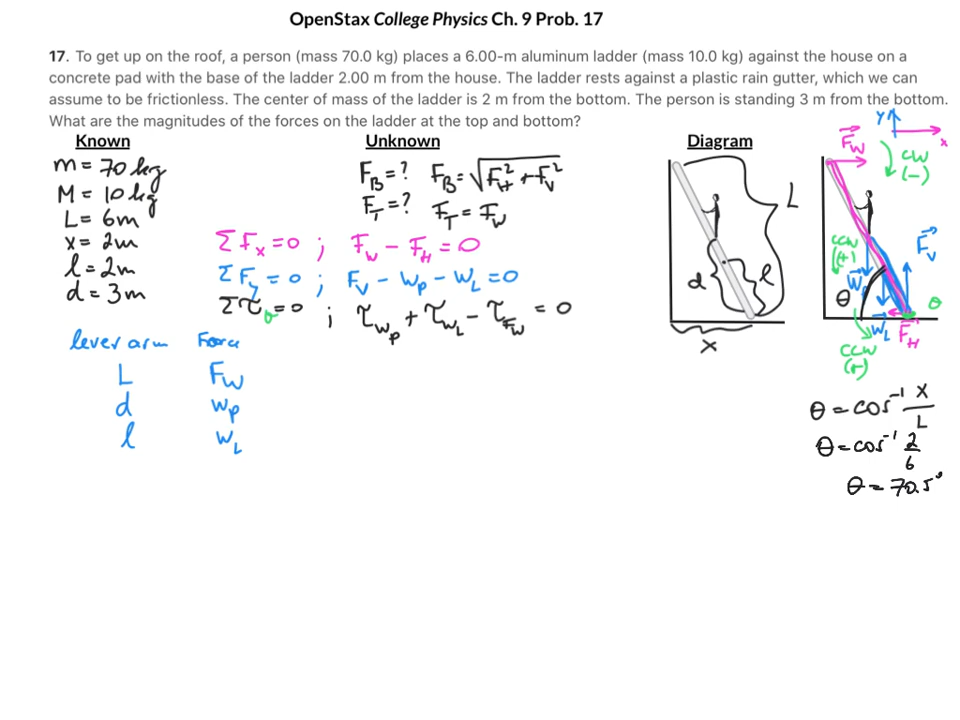 OpenStax College Physics Ch. 9 Prob. 17
17. To get up on the roof, a person (mass 70.0 kg) places a 6.00-m aluminum ladder (mass 10.0 kg) against the house on a
concrete pad with the base of the ladder 2.00 m from the house. The ladder rests against a plastic rain gutter, which we can
assume to be frictionless. The center of mass of the ladder is 2 m from the bottom. The person is standing 3 m from the bottom.
What are the magnitudes of the forces on the ladder at the top and bottom?
Known
m = 70 kg
M = 10 kg
L = 6m
x = 2m
l = 2m
d = 3m
Unknown
F_B = ? F_B = √(F_H² + F_V²)
F_T = ? F_T = F_W
ΣF_x = 0 ; F_W - F_H = 0
ΣF_y = 0 ; F_V - W_P - W_L = 0
Στ_θ = 0 ; τ_{W_P} + τ_{W_L} - τ_{F_W} = 0
lever arm Force
L F_W
d W_P
l W_L
Diagram
L
d
l
x
Y
x
F_W
CW
(-)
CCW
(+)
F_V
W
θ
θ
W_L
F_H
CCW
(+)
θ = cos⁻¹ x/L
θ = cos⁻¹ 2/6
θ = 70.5°